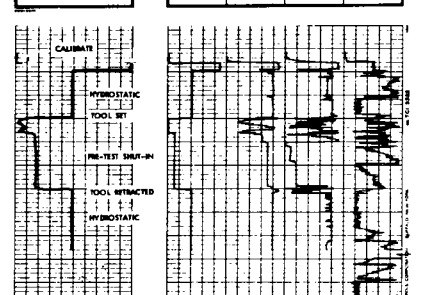 CALIBRATE
HYDROSTATIC
TOOL SET
PRE-TEST SHUT-IN
TOOL RETRACTED
HYDROSTATIC